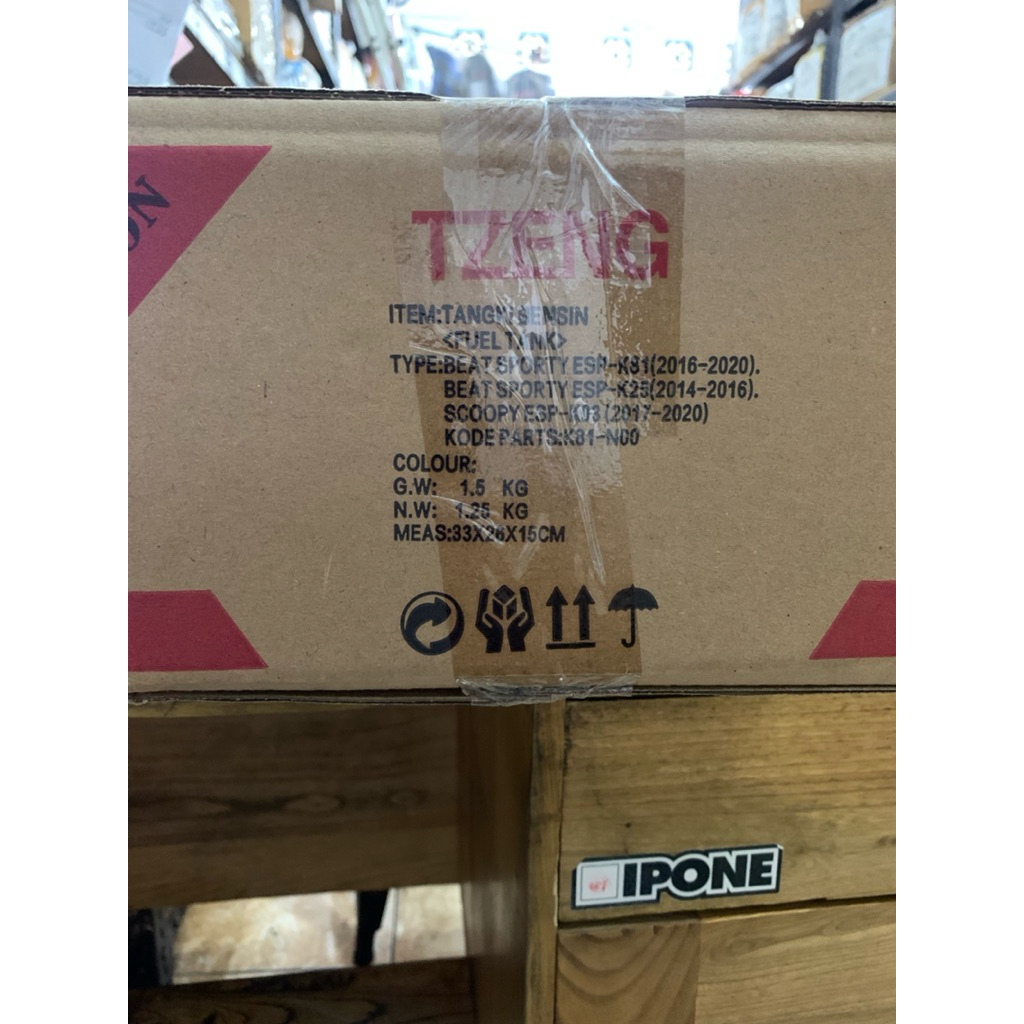 ON
TZENG
ITEM:TANGKI BENSIN
<FUEL TANK>
TYPE:BEAT SPORTY ESP-K81(2016-2020).
BEAT SPORTY ESP-K25(2014-2016).
SCOOPY ESP-K93(2017-2020)
KODE PARTS:K81-N00
COLOUR:
G.W: 1.5 KG
N.W: 1.25 KG
MEAS:33X26X15CM
IPONE